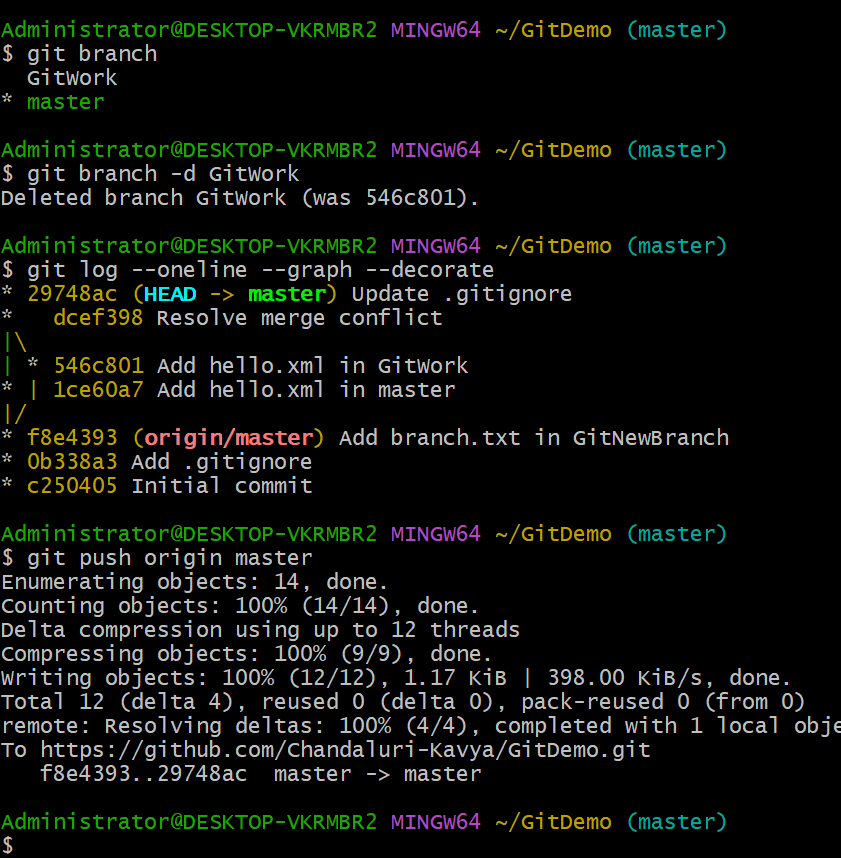 Administrator@DESKTOP-VKRMBR2 MINGW64 ~/GitDemo (master)
$ git branch
  GitWork
* master

Administrator@DESKTOP-VKRMBR2 MINGW64 ~/GitDemo (master)
$ git branch -d GitWork
Deleted branch GitWork (was 546c801).

Administrator@DESKTOP-VKRMBR2 MINGW64 ~/GitDemo (master)
$ git log --oneline --graph --decorate
* 29748ac (HEAD -> master) Update .gitignore
*   dcef398 Resolve merge conflict
|\
| * 546c801 Add hello.xml in GitWork
* | 1ce60a7 Add hello.xml in master
|/
* f8e4393 (origin/master) Add branch.txt in GitNewBranch
* 0b338a3 Add .gitignore
* c250405 Initial commit

Administrator@DESKTOP-VKRMBR2 MINGW64 ~/GitDemo (master)
$ git push origin master
Enumerating objects: 14, done.
Counting objects: 100% (14/14), done.
Delta compression using up to 12 threads
Compressing objects: 100% (9/9), done.
Writing objects: 100% (12/12), 1.17 KiB | 398.00 KiB/s, done.
Total 12 (delta 4), reused 0 (delta 0), pack-reused 0 (from 0)
remote: Resolving deltas: 100% (4/4), completed with 1 local obje
To https://github.com/Chandaluri-Kavya/GitDemo.git
   f8e4393..29748ac  master -> master

Administrator@DESKTOP-VKRMBR2 MINGW64 ~/GitDemo (master)
$